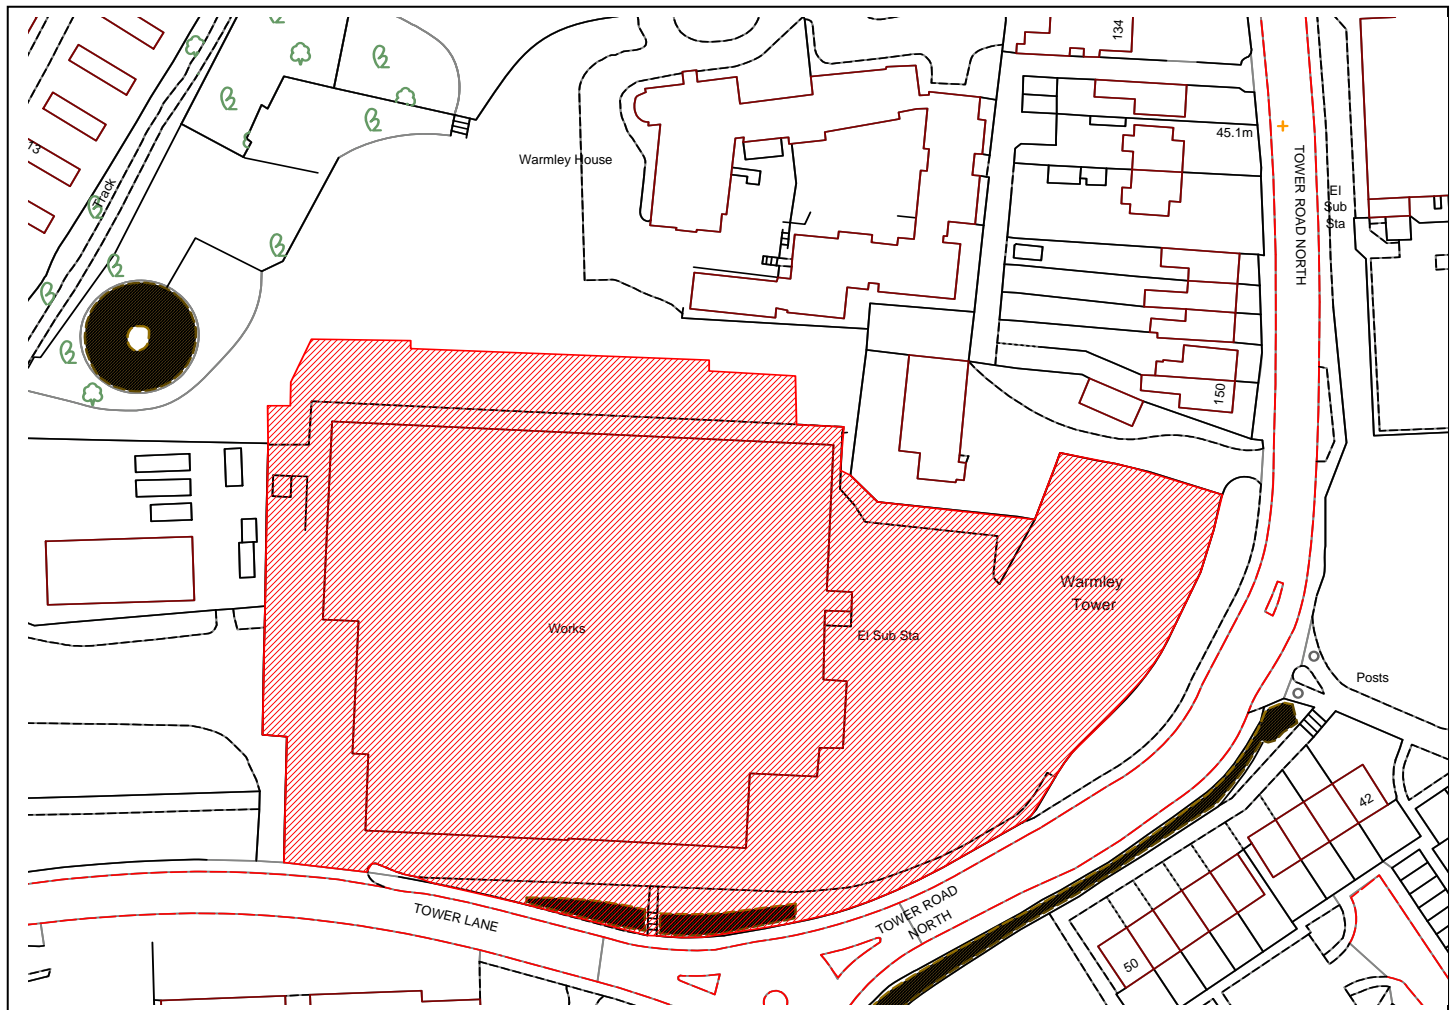 134
45.1m
TOWER ROAD NORTH
El
Sub
Sta
Warmley House
13
Track
150
Warmley
Tower
Works
El Sub Sta
Posts
42
50
TOWER LANE
TOWER ROAD
NORTH